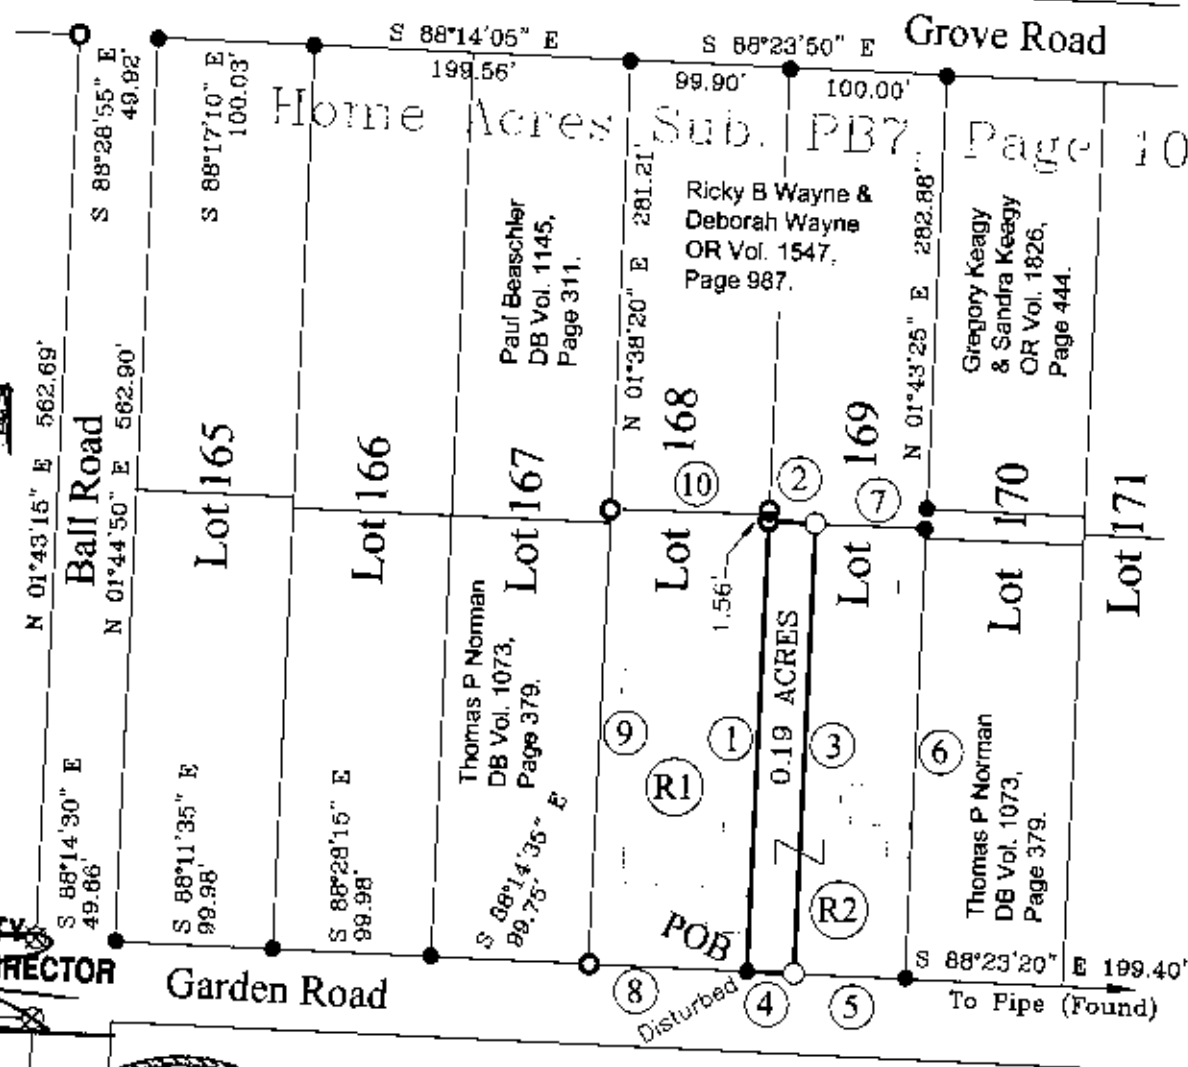 Grove Road
S 88°14'05" E
199.56'
S 88°23'50" E
99.90'
100.00'
S 88°28'55" E
49.92'
S 88°17'10" E
100.03'
Home Acres Sub. PB7, Page 10
N 01°38'20" E 281.21'
N 01°43'25" E 282.88'
Paul Beaschler
DB Vol. 1145,
Page 311.
Ricky B Wayne &
Deborah Wayne
OR Vol. 1547,
Page 987.
Gregory Keagy
& Sandra Keagy
OR Vol. 1826,
Page 444.
N 01°43'15" E 562.69'
Ball Road
N 01°44'50" E 562.90'
Lot 165
Lot 166
Lot 167
Lot 168
Lot 169
Lot 170
Lot 171
10
2
7
1.56'
0.19 ACRES
9
1
3
6
R1
R2
Thomas P Norman
DB Vol. 1073,
Page 379.
Thomas P Norman
DB Vol. 1073,
Page 379.
S 88°14'30" E
49.86'
S 88°11'35" E
99.98'
S 88°28'15" E
99.98'
S 88°14'35" E
99.75'
POB
S 88°23'20" E 199.40'
To Pipe (Found)
Garden Road
8
Disturbed
4
5
RECTOR